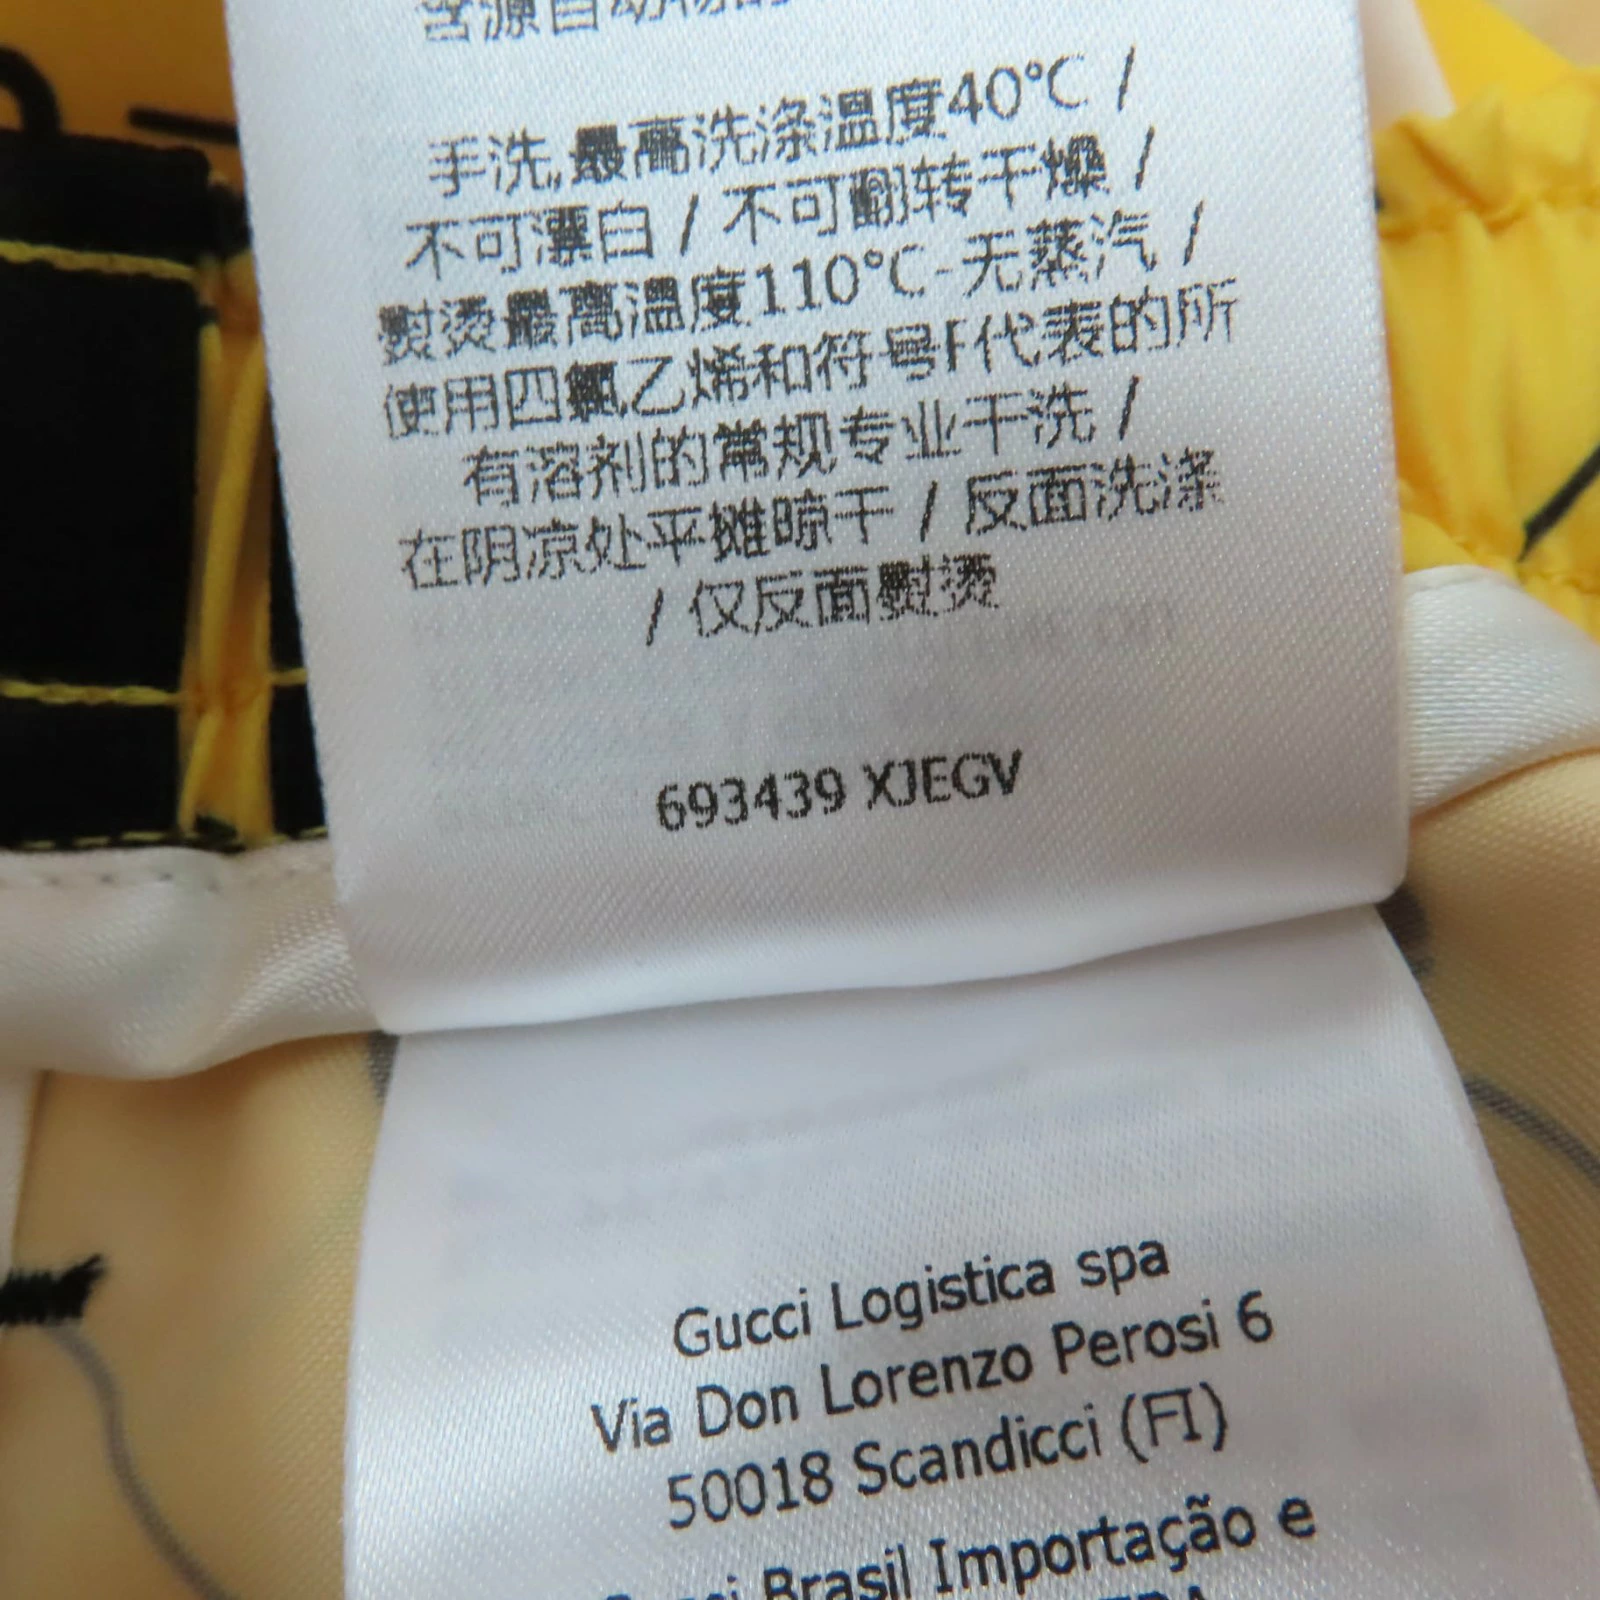 手洗,最高洗涤温度40℃ /
不可漂白 / 不可翻转干燥 /
熨烫最高温度110℃-无蒸汽 /
使用四氯乙烯和符号F代表的所
有溶剂的常规专业干洗 /
在阴凉处平摊晾干 / 反面洗涤
/ 仅反面熨烫
693439 XJEGV
Gucci Logistica spa
Via Don Lorenzo Perosi 6
50018 Scandicci (FI)
Gucci Brasil Importação e